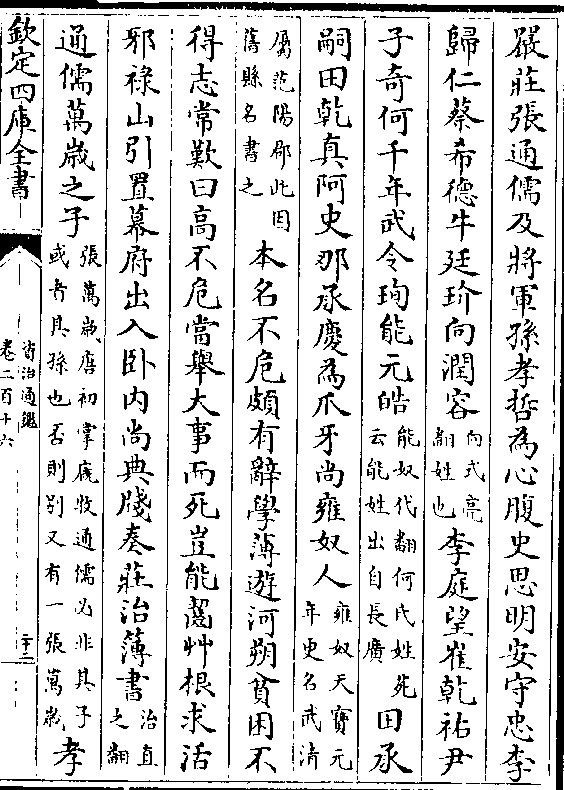 嚴莊張通儒及將軍孫孝哲為心腹史思明安守忠李
歸仁蔡希德牛廷玠向潤容向式亮翻姓也李庭望崔乾祐尹
子奇何千年武令珣能元皓能奴代翻何氏姓苑云能姓出自長廣田承
嗣田乾真阿史那承慶為爪牙尚雍奴人雍奴天寶元年更名武清
屬范陽郡此因舊縣名書之本名不危頗有辭學薄遊河朔貧困不
得志常歎曰高不危當舉大事而死豈能齧艸根求活
邪祿山引置幕府出入卧内尚典牋奏莊治薄書治直之翻
通儒萬歲之子張萬歲唐初掌廐牧通儒必非其子或者其孫也否則别又有一張萬歲孝
欽定四庫全書
資治通鑑
卷二百十六